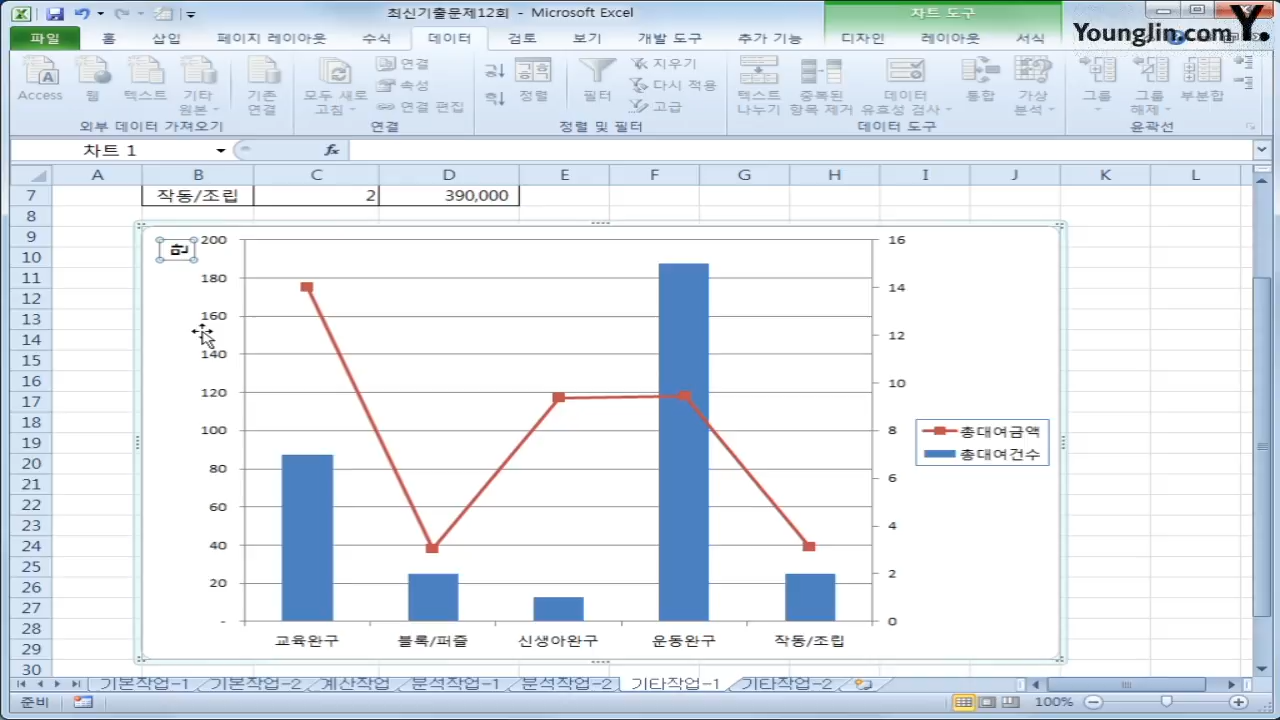 최신기출문제12회 - Microsoft Excel
차트 도구
Younglin.com Y.
파일 홈 삽입 페이지 레이아웃 수식 데이터 검토 보기 개발 도구 추가 기능 디자인 레이아웃 서식
Access 웹 텍스트 기타 원본 기존 연결
모두 새로 고침 연결 속성 연결 편집
정렬 필터 지우기 다시 적용 고급
텍스트 나누기 중복된 항목 제거 데이터 유효성 검사 통합 가상 분석
그룹 그룹 해제 부분합
외부 데이터 가져오기 연결 정렬 및 필터 데이터 도구 윤곽선
차트 1 fx
A B C D E F G H I J K L
7 작동/조립 2 390,000
8
9
10
11
12
13
14
15
16
17
18
19
20
21
22
23
24
25
26
27
28
29
30
200
180
160
140
120
100
80
60
40
20
-
16
14
12
10
8
6
4
2
0
총대여금액
총대여건수
교육완구 블록/퍼즐 신생아완구 운동완구 작동/조립
기본작업-1 기본작업-2 계산작업 분석작업-1 분석작업-2 기타작업-1 기타작업-2
준비 100%